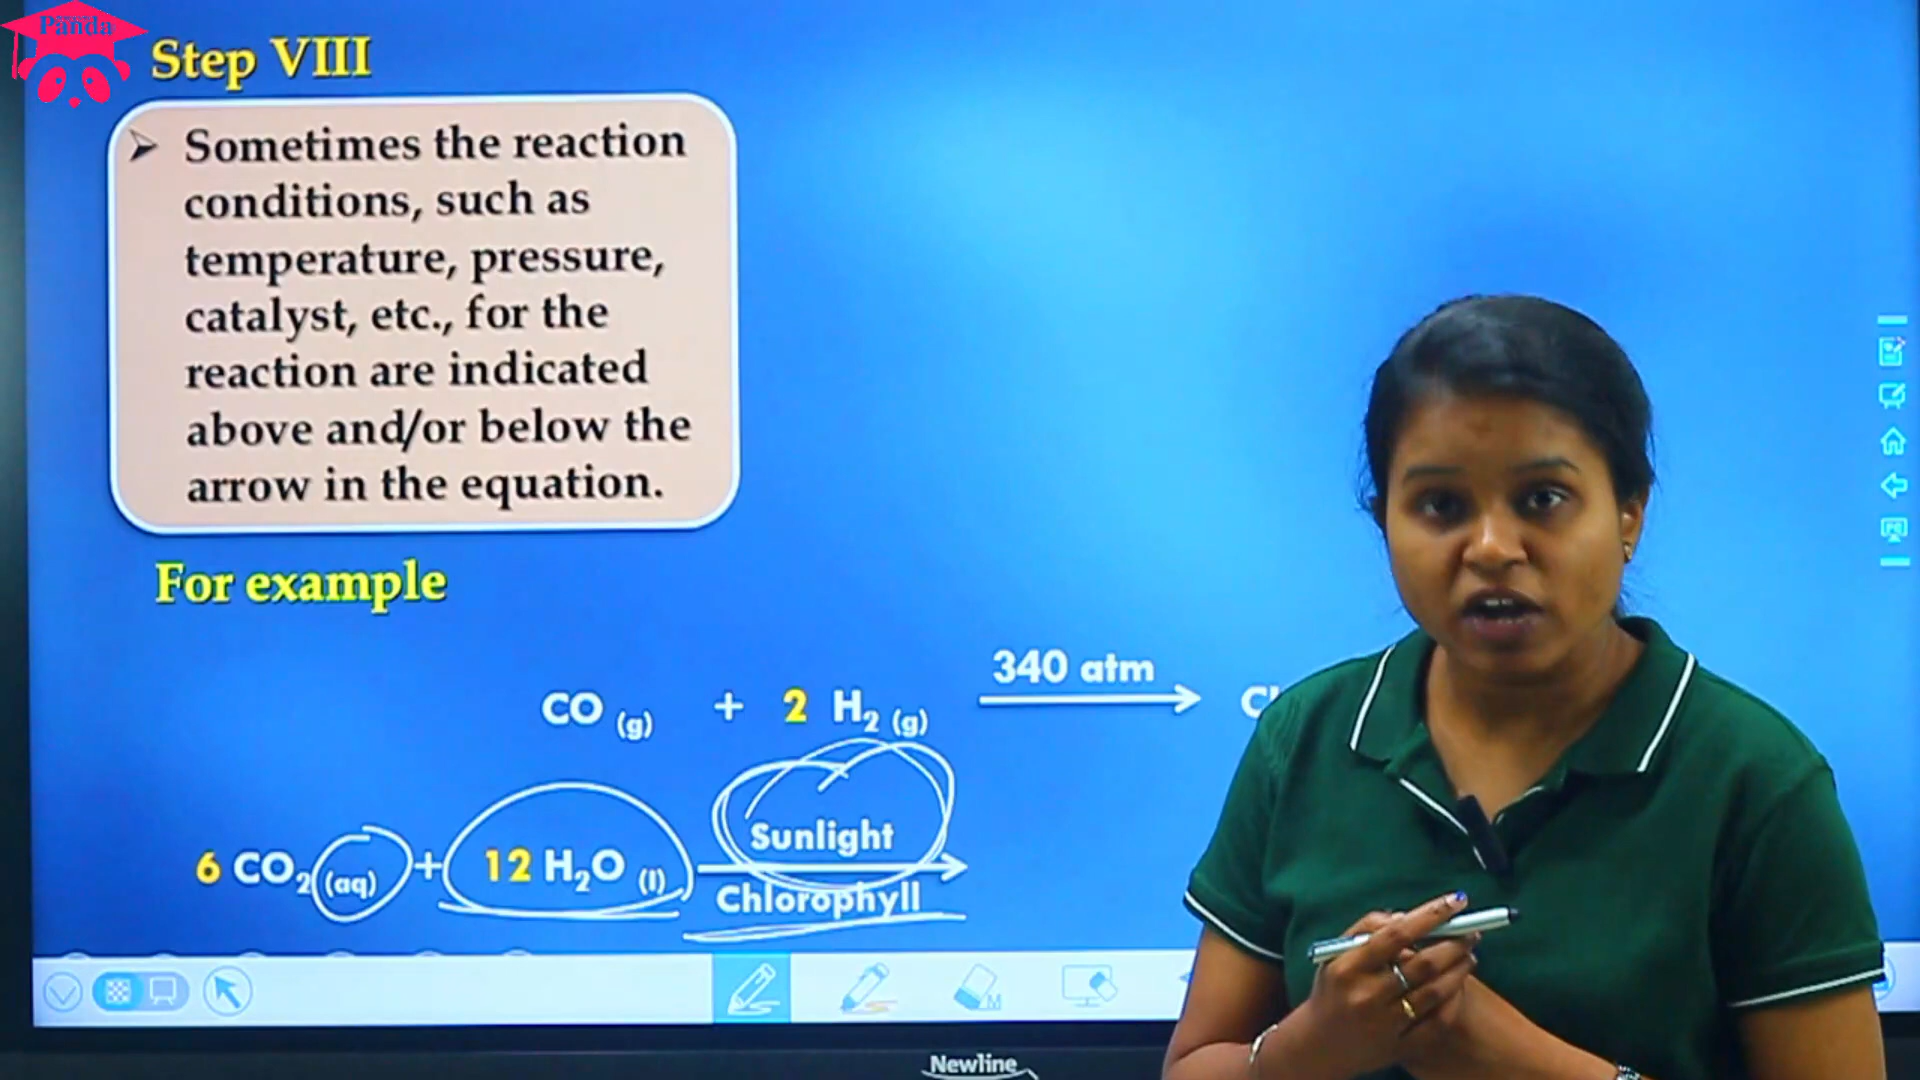 Panda
Step VIII
➢ Sometimes the reaction
conditions, such as
temperature, pressure,
catalyst, etc., for the
reaction are indicated
above and/or below the
arrow in the equation.
For example
340 atm
CO (g) + 2 H₂ (g)
Sunlight
6 CO₂ (aq) + 12 H₂O (l)
Chlorophyll
M
Newline